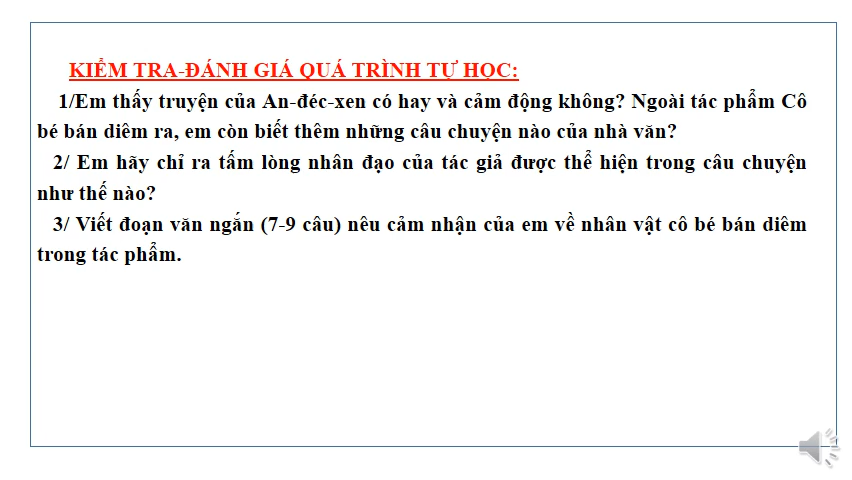 KIỂM TRA-ĐÁNH GIÁ QUÁ TRÌNH TỰ HỌC:
1/Em thấy truyện của An-đéc-xen có hay và cảm động không? Ngoài tác phẩm Cô
bé bán diêm ra, em còn biết thêm những câu chuyện nào của nhà văn?
2/ Em hãy chỉ ra tấm lòng nhân đạo của tác giả được thể hiện trong câu chuyện
như thế nào?
3/ Viết đoạn văn ngắn (7-9 câu) nêu cảm nhận của em về nhân vật cô bé bán diêm
trong tác phẩm.